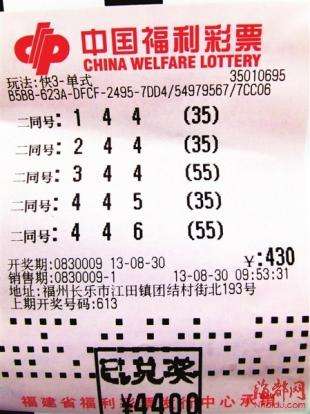 中国福利彩票
CHINA WELFARE LOTTERY
玩法:快3-单式 35010695
B5B8-623A-DFCF-2495-7DD4/54979567/7CC06
二同号: 1 4 4 (35)
二同号: 2 4 4 (35)
二同号: 3 4 4 (55)
二同号: 4 4 5 (35)
二同号: 4 4 6 (55)
¥:430
开奖期:0830009 13-08-30
销售期:0830009-1 13-08-30 09:53:31
地址:福州长乐市江田镇团结村街北193号
上期开奖号码:613
已兑奖
¥4400
福建省福利彩票发行中心承销
海都网